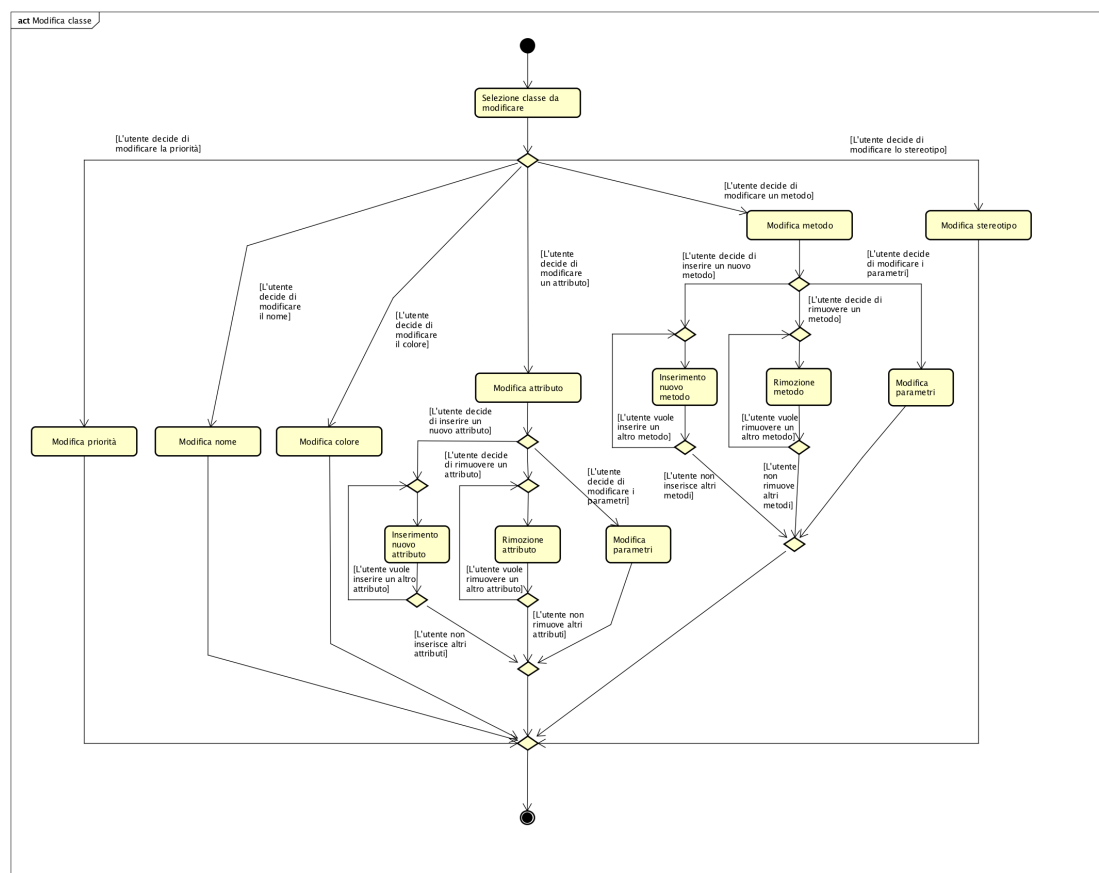 act Modifica classe
Selezione classe da
modificare
[L'utente decide di
modificare la priorità]
[L'utente decide di
modificare lo stereotipo]
[L'utente decide di
modificare un metodo]
Modifica metodo
Modifica stereotipo
[L'utente
decide di
modificare
il nome]
[L'utente
decide di
modificare
il colore]
[L'utente
decide di
modificare
un attributo]
[L'utente decide di
inserire un nuovo
metodo]
[L'utente decide
di modificare i
parametri]
[L'utente decide di
rimuovere un
metodo]
Inserimento
nuovo
metodo
Rimozione
metodo
Modifica
parametri
[L'utente vuole
inserire un
altro metodo]
[L'utente vuole
rimuovere un
altro metodo]
[L'utente non
inserisce altri
metodi]
[L'utente
non
rimuove
altri
metodi]
Modifica priorità
Modifica nome
Modifica colore
Modifica attributo
[L'utente decide
di inserire un
nuovo attributo]
[L'utente decide
di rimuovere un
attributo]
[L'utente
decide di
modificare i
parametri]
Inserimento
nuovo
attributo
Rimozione
attributo
Modifica
parametri
[L'utente vuole
inserire un altro
attributo]
[L'utente vuole
rimuovere un
altro attributo]
[L'utente non
inserisce altri
attributi]
[L'utente non
rimuove altri
attributi]